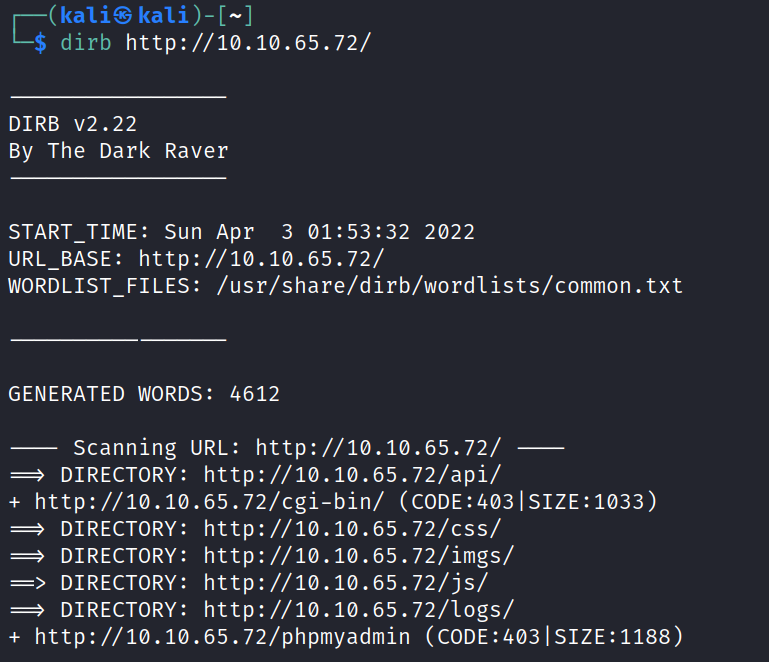 ┌──(kali㉿kali)-[~]
└─$ dirb http://10.10.65.72/
-----------------
DIRB v2.22
By The Dark Raver
-----------------
START_TIME: Sun Apr  3 01:53:32 2022
URL_BASE: http://10.10.65.72/
WORDLIST_FILES: /usr/share/dirb/wordlists/common.txt
-----------------
GENERATED WORDS: 4612
---- Scanning URL: http://10.10.65.72/ ----
==> DIRECTORY: http://10.10.65.72/api/
+ http://10.10.65.72/cgi-bin/ (CODE:403|SIZE:1033)
==> DIRECTORY: http://10.10.65.72/css/
==> DIRECTORY: http://10.10.65.72/imgs/
==> DIRECTORY: http://10.10.65.72/js/
==> DIRECTORY: http://10.10.65.72/logs/
+ http://10.10.65.72/phpmyadmin (CODE:403|SIZE:1188)